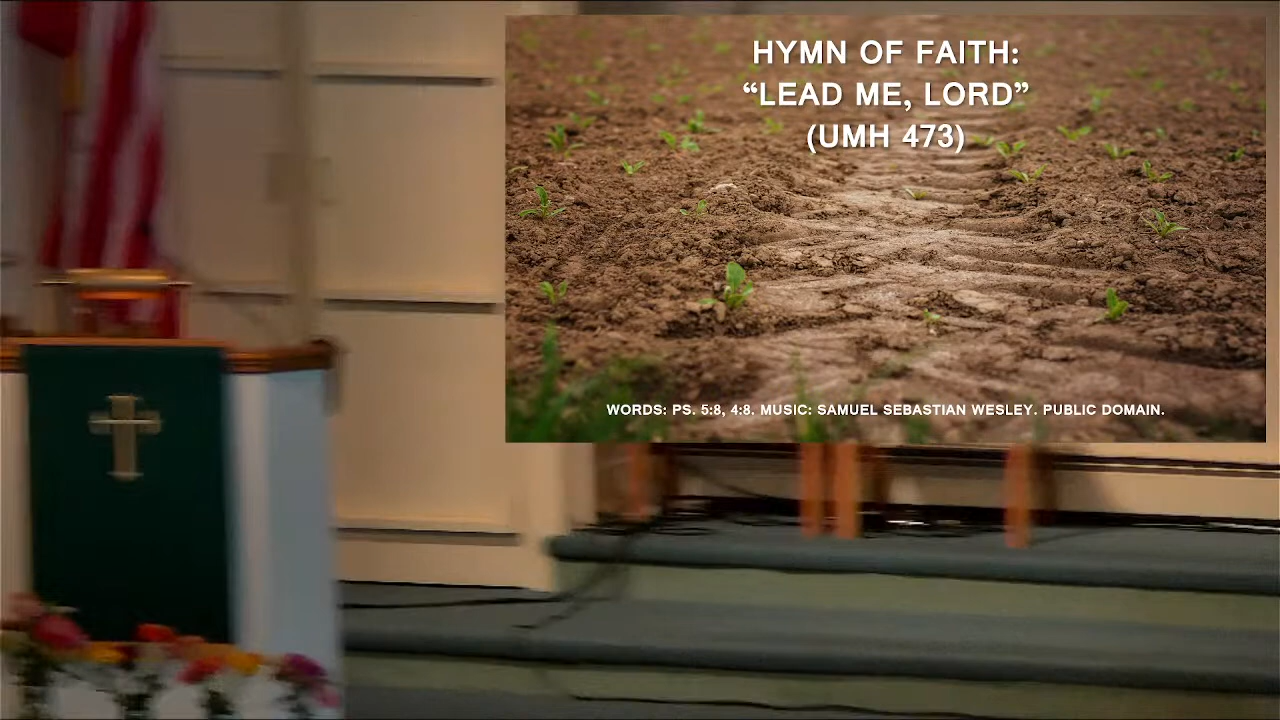 HYMN OF FAITH:
“LEAD ME, LORD”
(UMH 473)
WORDS: PS. 5:8, 4:8. MUSIC: SAMUEL SEBASTIAN WESLEY. PUBLIC DOMAIN.